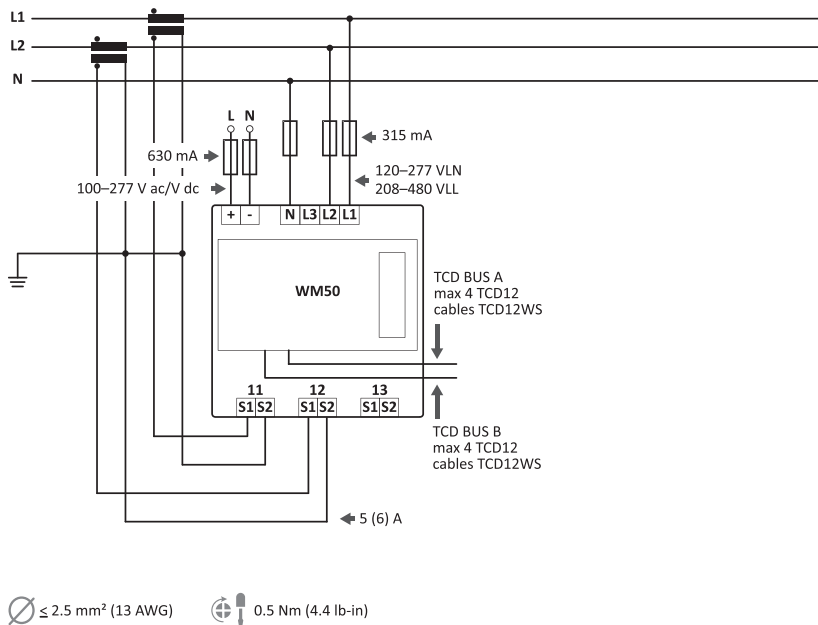 L1
L2
N
L N
630 mA
315 mA
100–277 V ac/V dc
120–277 VLN
208–480 VLL
+ - N L3 L2 L1
WM50
TCD BUS A
max 4 TCD12
cables TCD12WS
11 12 13
S1 S2 S1 S2 S1 S2
TCD BUS B
max 4 TCD12
cables TCD12WS
5 (6) A
≤ 2.5 mm² (13 AWG) 0.5 Nm (4.4 lb-in)